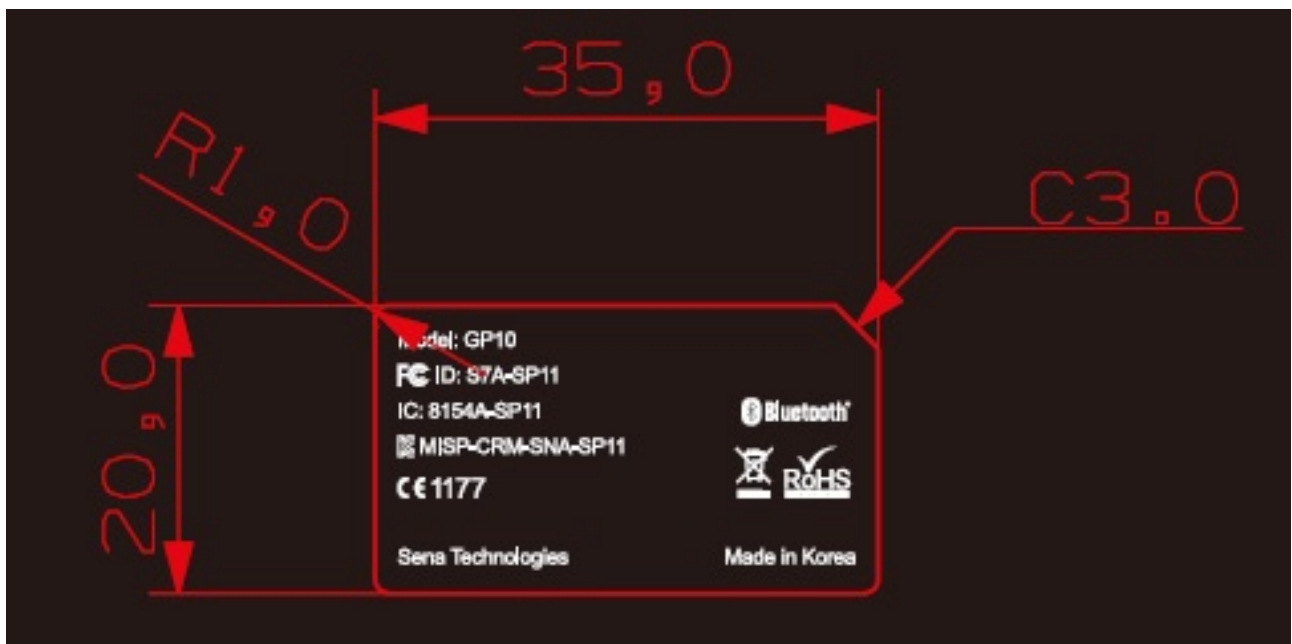 35,0
R1,0
C3.0
20,0
Model: GP10
FC ID: S7A-SP11
IC: 8154A-SP11
MISP-CRM-SNA-SP11
CE 1177
Bluetooth
RoHS
Sena Technologies
Made in Korea